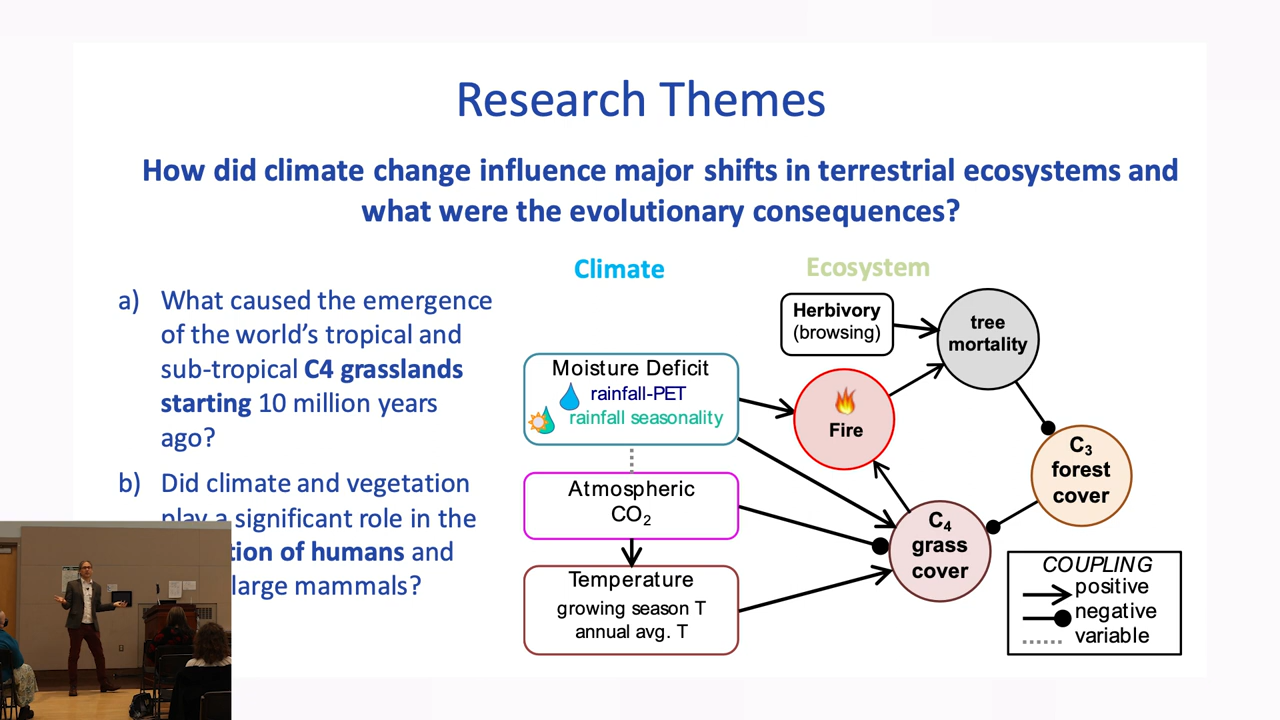 Research Themes
How did climate change influence major shifts in terrestrial ecosystems and
what were the evolutionary consequences?
a) What caused the emergence
of the world's tropical and
sub-tropical C4 grasslands
starting 10 million years
ago?
b) Did climate and vegetation
play a significant role in the
tion of humans and
large mammals?
Climate
Ecosystem
Herbivory
(browsing)
tree
mortality
Moisture Deficit
rainfall-PET
rainfall seasonality
Fire
C₃
forest
cover
Atmospheric
CO₂
C₄
grass
cover
Temperature
growing season T
annual avg. T
COUPLING
positive
negative
variable